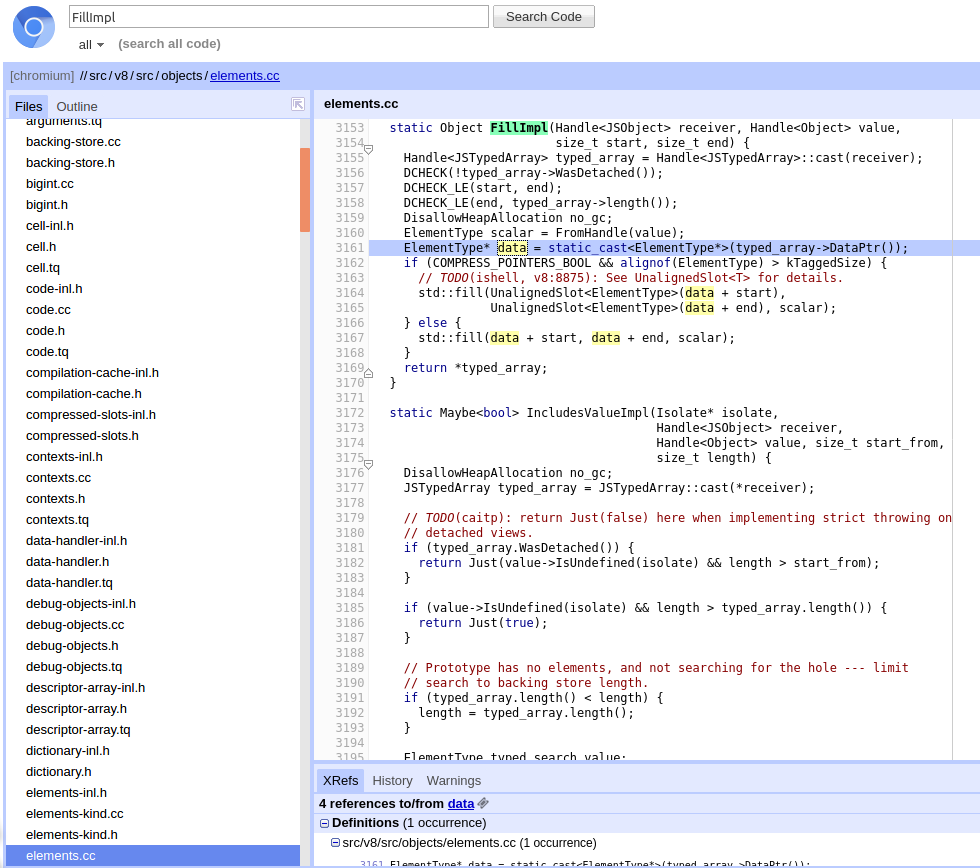 FillImpl
Search Code
all (search all code)
[chromium] //src/v8/src/objects/elements.cc
Files Outline
arguments.tq
backing-store.cc
backing-store.h
bigint.cc
bigint.h
cell-inl.h
cell.h
cell.tq
code-inl.h
code.cc
code.h
code.tq
compilation-cache-inl.h
compilation-cache.h
compressed-slots-inl.h
compressed-slots.h
contexts-inl.h
contexts.cc
contexts.h
contexts.tq
data-handler-inl.h
data-handler.h
data-handler.tq
debug-objects-inl.h
debug-objects.cc
debug-objects.h
debug-objects.tq
descriptor-array-inl.h
descriptor-array.h
descriptor-array.tq
dictionary-inl.h
dictionary.h
elements-inl.h
elements-kind.cc
elements-kind.h
elements.cc
elements.cc
3153 static Object FillImpl(Handle<JSObject> receiver, Handle<Object> value,
3154 size_t start, size_t end) {
3155 Handle<JSTypedArray> typed_array = Handle<JSTypedArray>::cast(receiver);
3156 DCHECK(!typed_array->WasDetached());
3157 DCHECK_LE(start, end);
3158 DCHECK_LE(end, typed_array->length());
3159 DisallowHeapAllocation no_gc;
3160 ElementType scalar = FromHandle(value);
3161 ElementType* data = static_cast<ElementType*>(typed_array->DataPtr());
3162 if (COMPRESS_POINTERS_BOOL && alignof(ElementType) > kTaggedSize) {
3163 // TODO(ishell, v8:8875): See UnalignedSlot<T> for details.
3164 std::fill(UnalignedSlot<ElementType>(data + start),
3165 UnalignedSlot<ElementType>(data + end), scalar);
3166 } else {
3167 std::fill(data + start, data + end, scalar);
3168 }
3169 return *typed_array;
3170 }
3171
3172 static Maybe<bool> IncludesValueImpl(Isolate* isolate,
3173 Handle<JSObject> receiver,
3174 Handle<Object> value, size_t start_from,
3175 size_t length) {
3176 DisallowHeapAllocation no_gc;
3177 JSTypedArray typed_array = JSTypedArray::cast(*receiver);
3178
3179 // TODO(caitp): return Just(false) here when implementing strict throwing on
3180 // detached views.
3181 if (typed_array.WasDetached()) {
3182 return Just(value->IsUndefined(isolate) && length > start_from);
3183 }
3184
3185 if (value->IsUndefined(isolate) && length > typed_array.length()) {
3186 return Just(true);
3187 }
3188
3189 // Prototype has no elements, and not searching for the hole --- limit
3190 // search to backing store length.
3191 if (typed_array.length() < length) {
3192 length = typed_array.length();
3193 }
3194
3195 ElementType typed_search_value;
XRefs History Warnings
4 references to/from data
Definitions (1 occurrence)
src/v8/src/objects/elements.cc (1 occurrence)
3161 ElementType* data = static_cast<ElementType*>(typed_array->DataPtr());